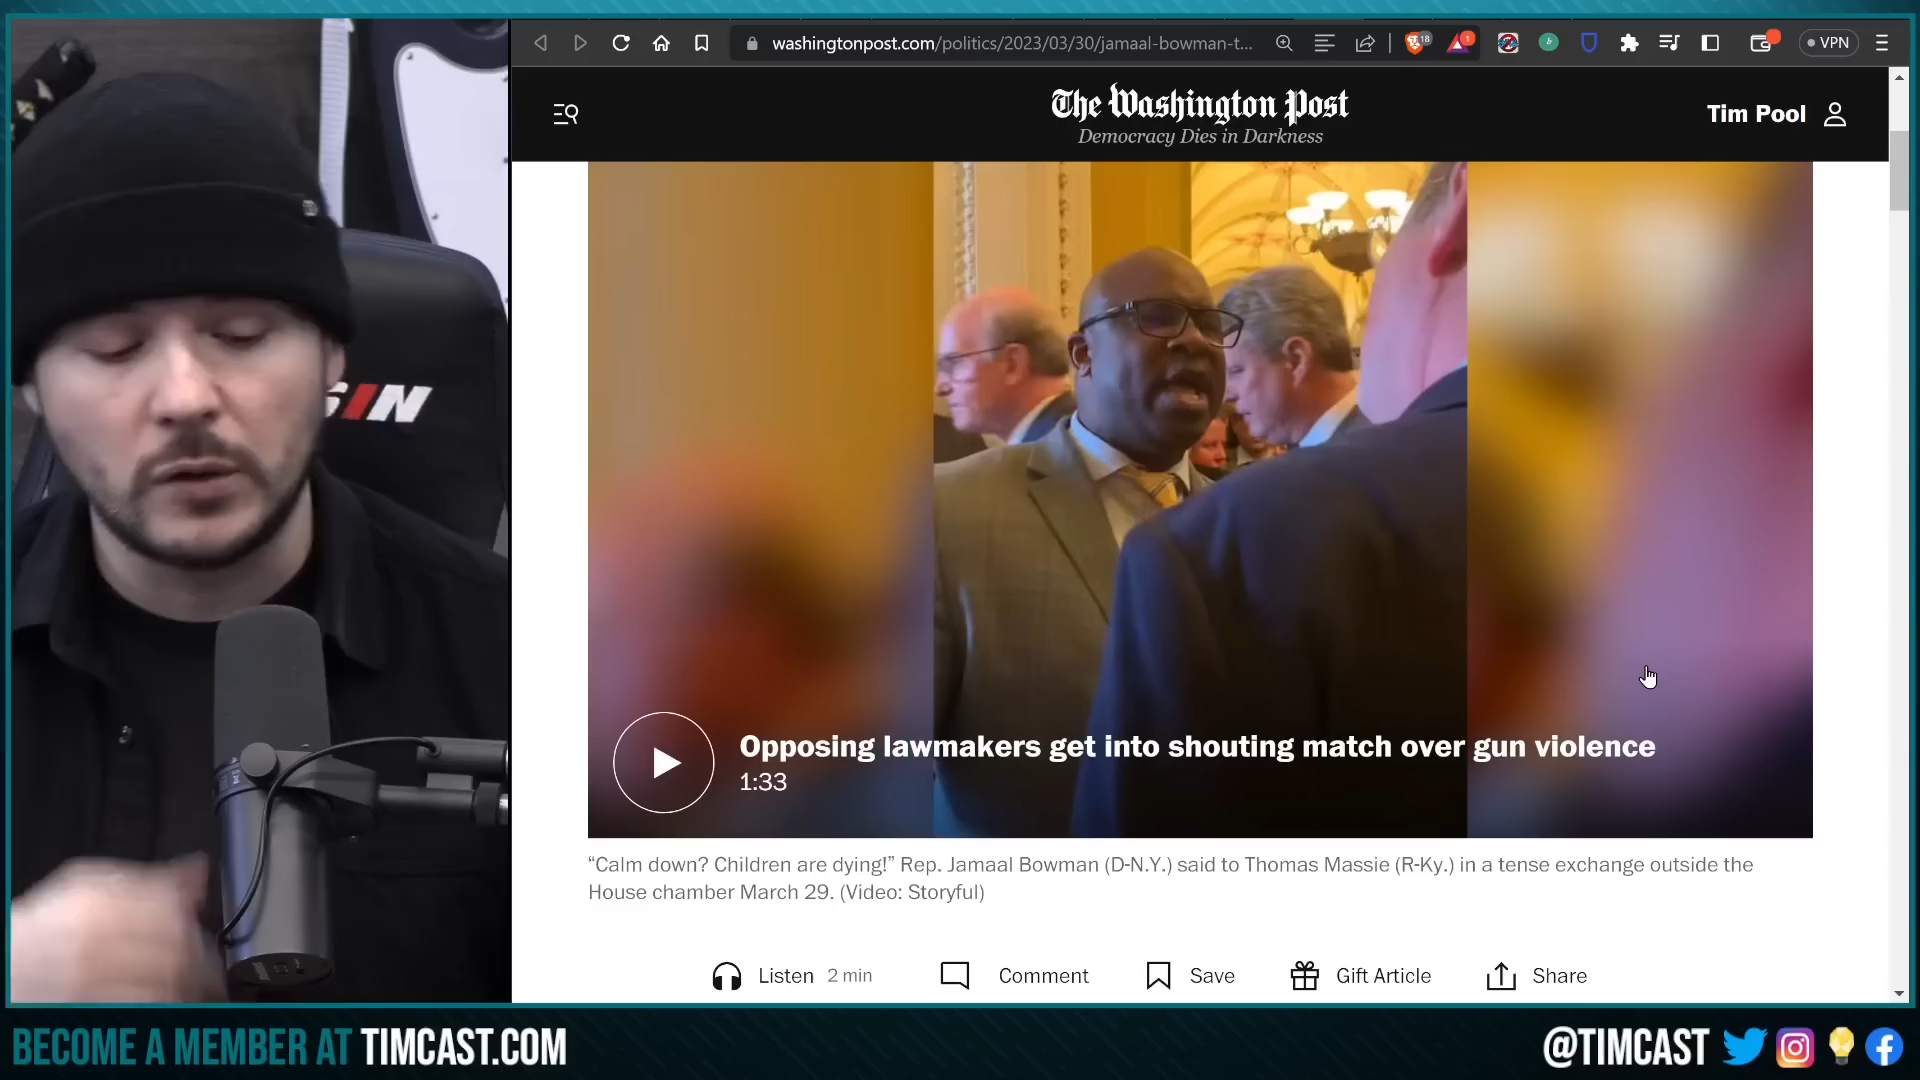 washingtonpost.com/politics/2023/03/30/jamaal-bowman-t...
18
1
VPN
The Washington Post
Democracy Dies in Darkness
Tim Pool
SIN
Opposing lawmakers get into shouting match over gun violence
1:33
“Calm down? Children are dying!” Rep. Jamaal Bowman (D-N.Y.) said to Thomas Massie (R-Ky.) in a tense exchange outside the
House chamber March 29. (Video: Storyful)
Listen 2 min
Comment
Save
Gift Article
Share
BECOME A MEMBER AT TIMCAST.COM
@TIMCAST